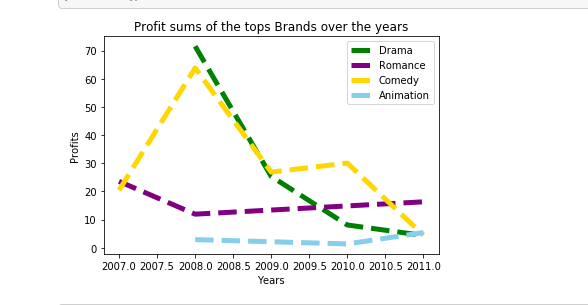 Profit sums of the tops Brands over the years
Drama
Romance
Comedy
Animation
70
60
50
40
30
20
10
0
Profits
2007.0 2007.5 2008.0 2008.5 2009.0 2009.5 2010.0 2010.5 2011.0
Years